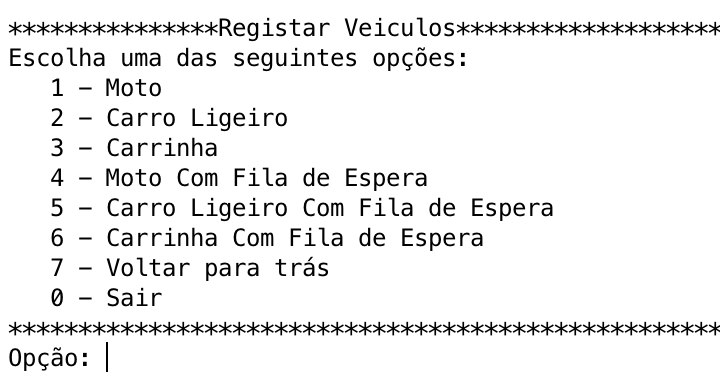 ***************Registar Veiculos*******************
Escolha uma das seguintes opções:
   1 – Moto
   2 – Carro Ligeiro
   3 – Carrinha
   4 – Moto Com Fila de Espera
   5 – Carro Ligeiro Com Fila de Espera
   6 – Carrinha Com Fila de Espera
   7 – Voltar para trás
   0 – Sair
***************************************************
Opção: